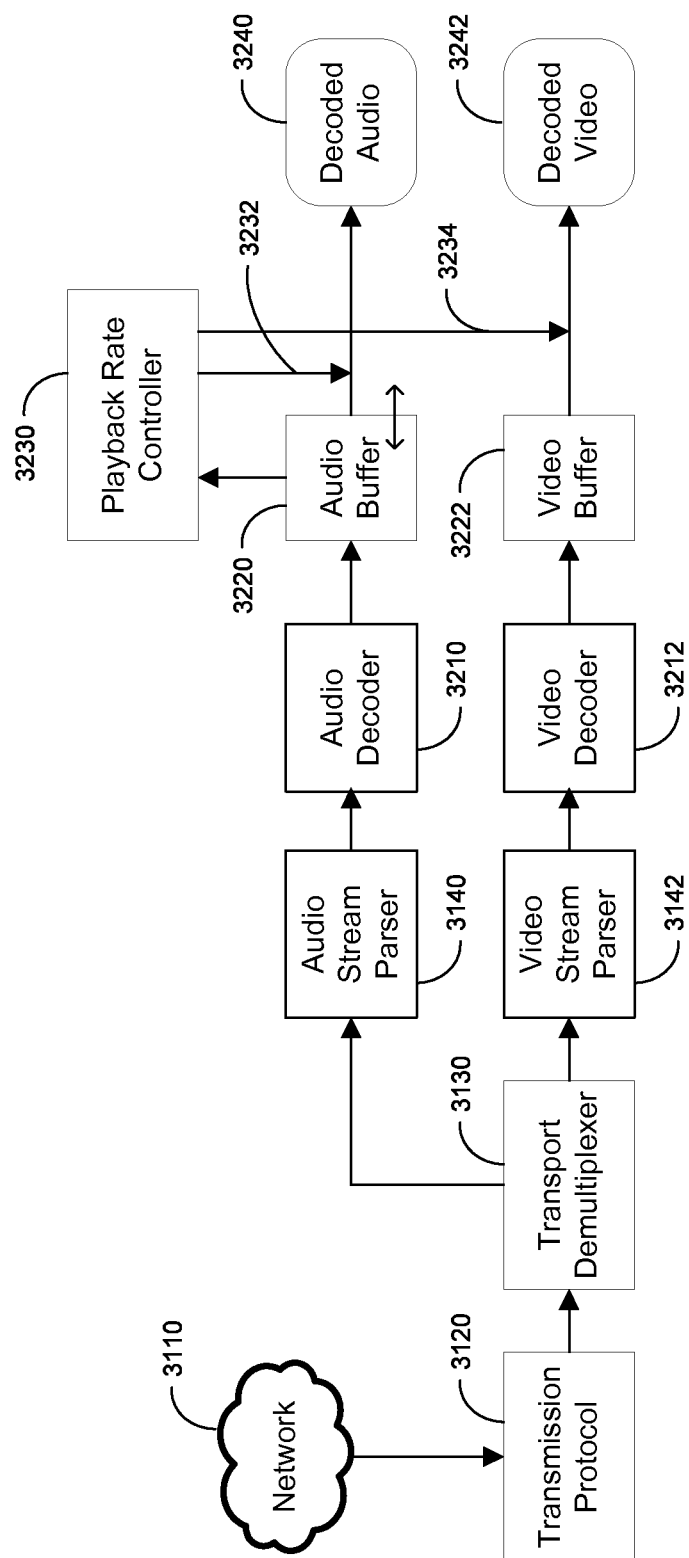 3110
Network
3120
Transmission
Protocol
3130
Transport
Demultiplexer
3140
Audio
Stream
Parser
3142
Video
Stream
Parser
3210
Audio
Decoder
3212
Video
Decoder
3220
Audio
Buffer
3222
Video
Buffer
3230
Playback Rate
Controller
3232
3234
3240
Decoded
Audio
3242
Decoded
Video